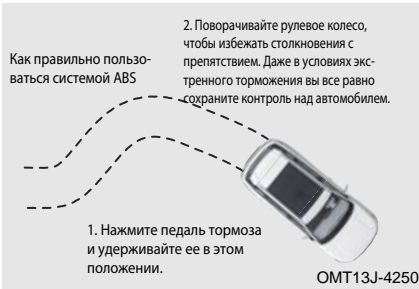 Как правильно пользо-
ваться системой ABS
2. Поворачивайте рулевое колесо,
чтобы избежать столкновения с
препятствием. Даже в условиях экс-
тренного торможения вы все равно
сохраните контроль над автомобилем.
1. Нажмите педаль тормоза
и удерживайте ее в этом
положении.
OMT13J-4250